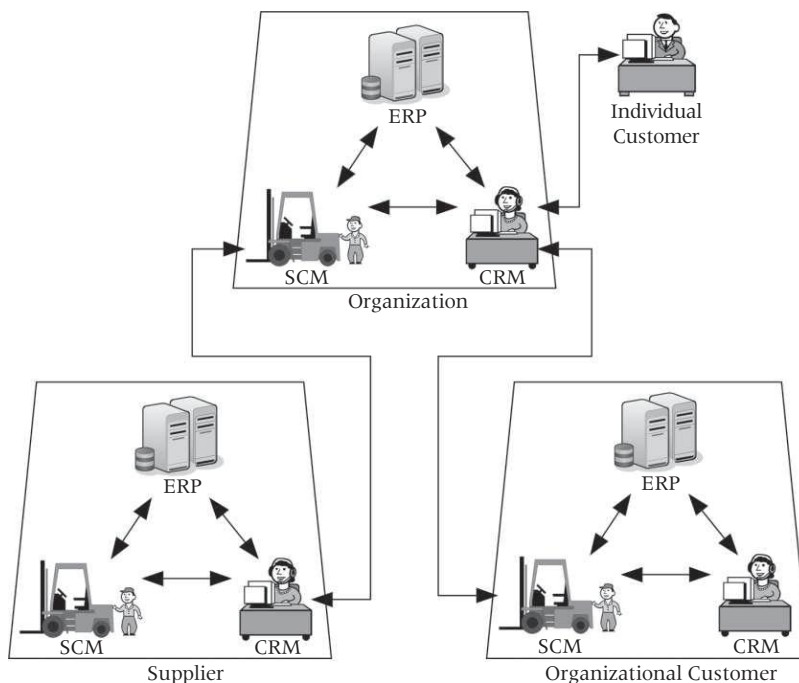 ERP
Individual
Customer
SCM
CRM
Organization
ERP
SCM
CRM
Supplier
ERP
SCM
CRM
Organizational Customer